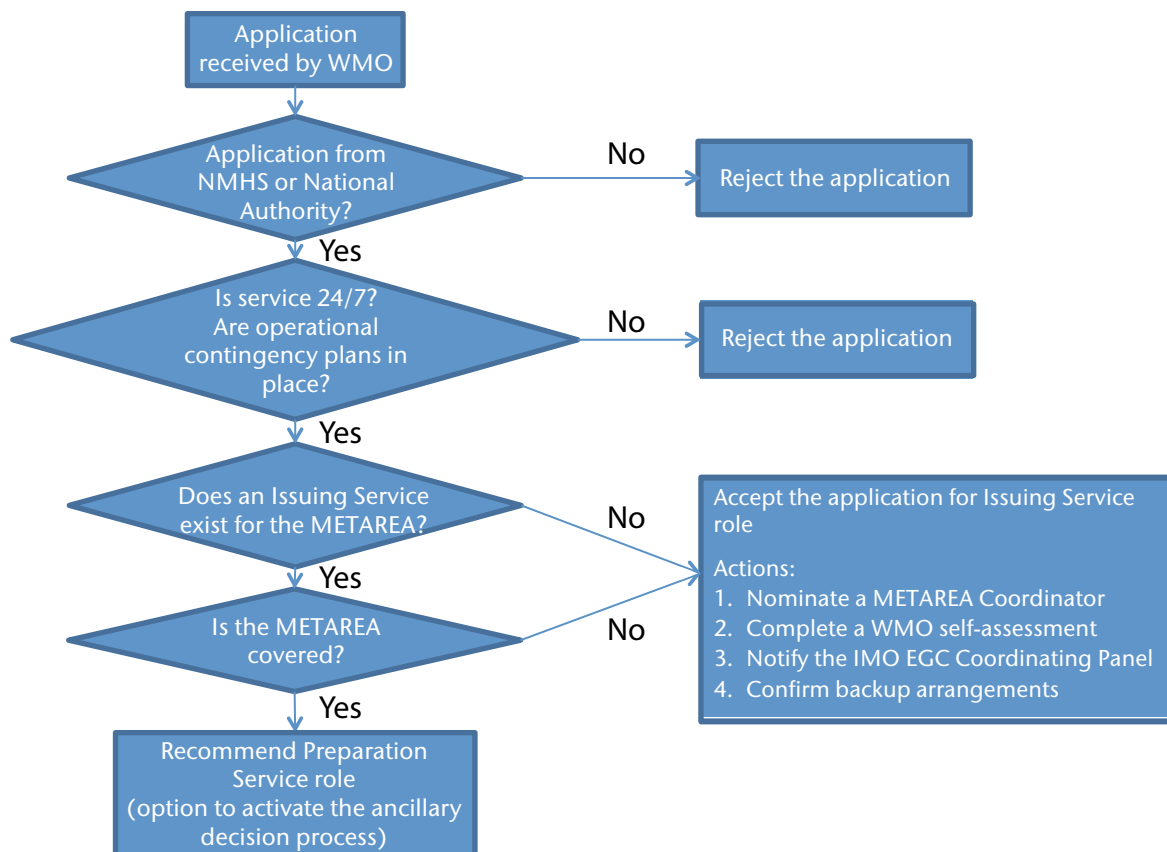 Application
received by WMO
Application from
NMHS or National
Authority?
No
Reject the application
Yes
Is service 24/7?
Are operational
contingency plans in
place?
No
Reject the application
Yes
Does an Issuing Service
exist for the METAREA?
No
Yes
Is the METAREA
covered?
No
Yes
Accept the application for Issuing Service
role
Actions:
1. Nominate a METAREA Coordinator
2. Complete a WMO self-assessment
3. Notify the IMO EGC Coordinating Panel
4. Confirm backup arrangements
Recommend Preparation
Service role
(option to activate the ancillary
decision process)